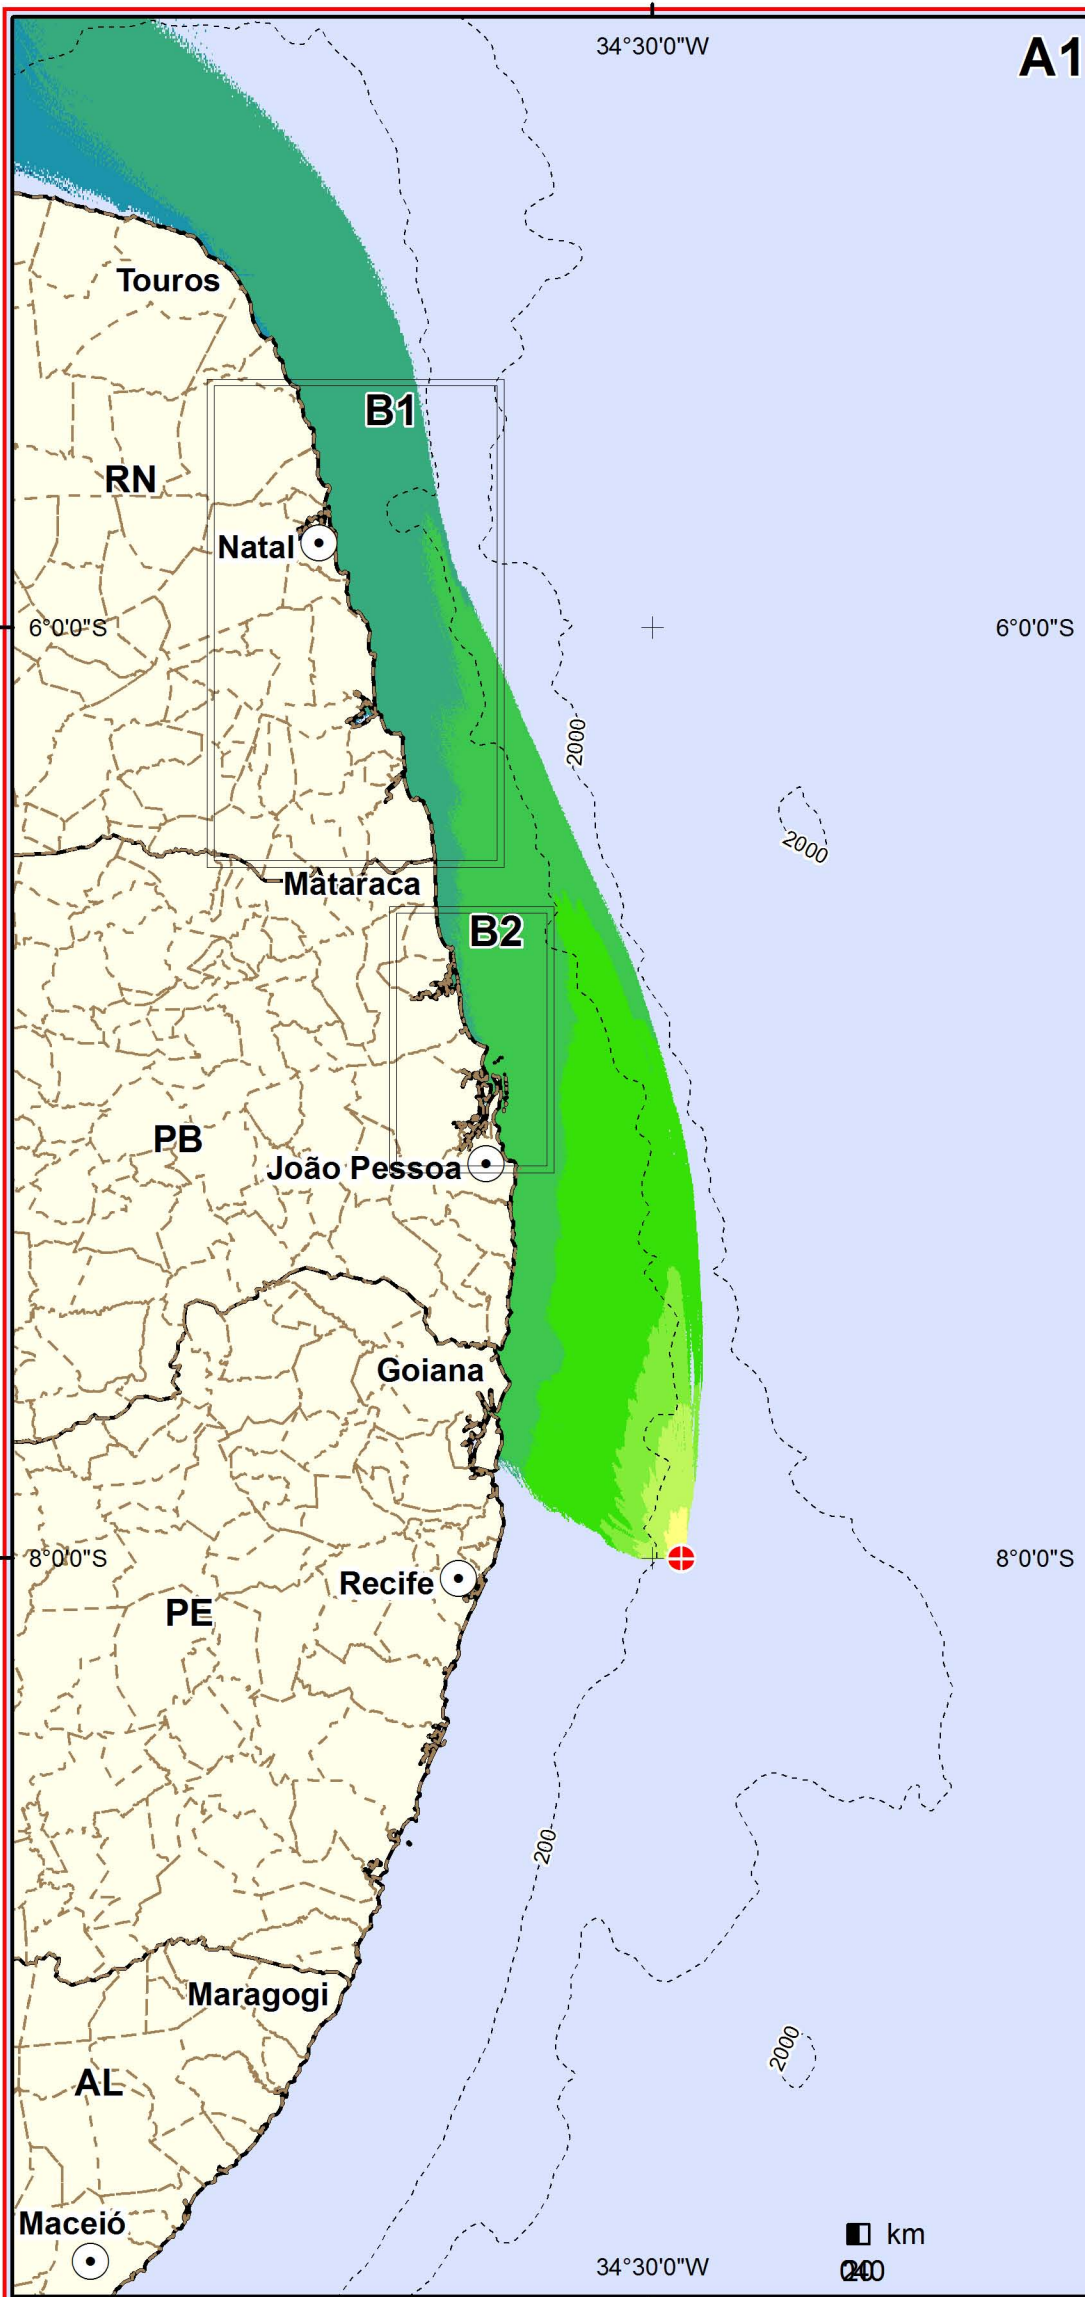 34°30'0"W
A1
Touros
B1
RN
Natal
6°0'0"S
6°0'0"S
2000
2000
Mataraca
B2
PB
João Pessoa
Goiana
8°0'0"S
8°0'0"S
Recife
PE
200
Maragogi
2000
AL
Maceió
km
34°30'0"W